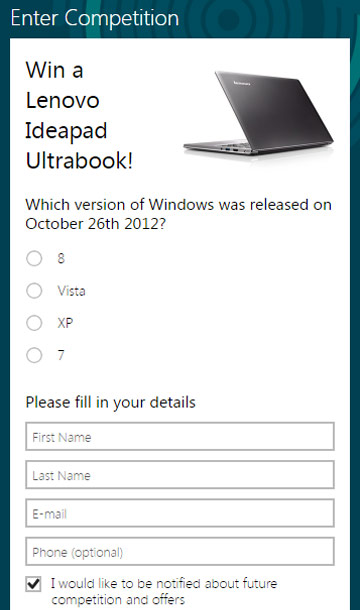 Enter Competition
Win a
Lenovo
Ideapad
Ultrabook!
Lenovo
Which version of Windows was released on
October 26th 2012?
8
Vista
XP
7
Please fill in your details
First Name
Last Name
E-mail
Phone (optional)
I would like to be notified about future
competition and offers